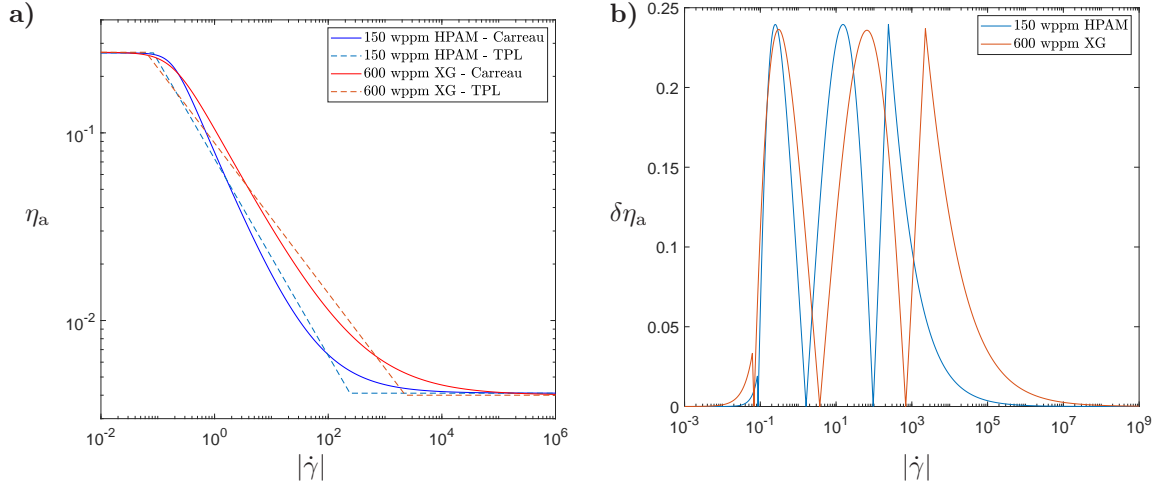 a)
150 wppm HPAM - Carreau
150 wppm HPAM - TPL
600 wppm XG - Carreau
600 wppm XG - TPL
10^-1
10^-2
η_a
10^-2 10^0 10^2 10^4 10^6
|γ̇|
b)
150 wppm HPAM
600 wppm XG
0.25
0.2
0.15
0.1
0.05
0
δη_a
10^-3 10^-1 10^1 10^3 10^5 10^7 10^9
|γ̇|